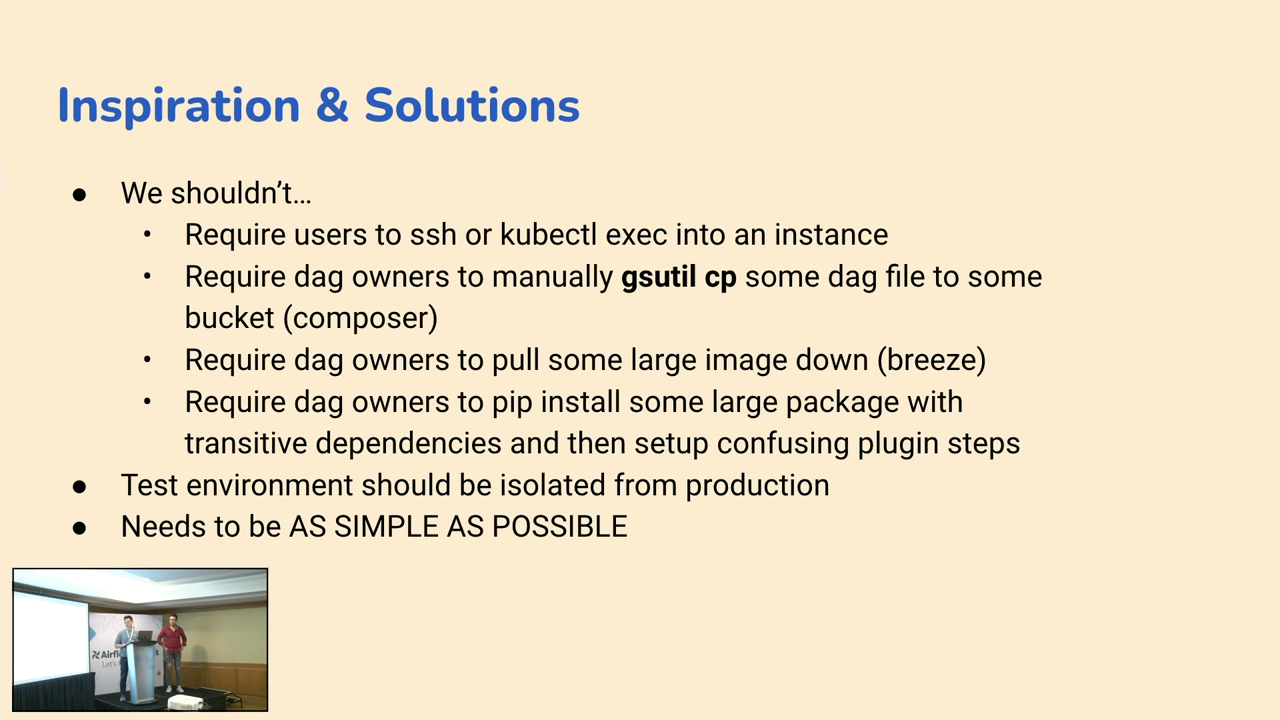 Inspiration & Solutions
● We shouldn’t…
• Require users to ssh or kubectl exec into an instance
• Require dag owners to manually gsutil cp some dag file to some
bucket (composer)
• Require dag owners to pull some large image down (breeze)
• Require dag owners to pip install some large package with
transitive dependencies and then setup confusing plugin steps
● Test environment should be isolated from production
● Needs to be AS SIMPLE AS POSSIBLE